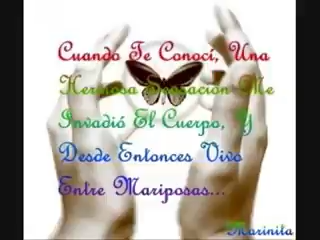 Cuando Te Conocí, Una
Hermosa Sensación Me
Invadió El Cuerpo, Y
Desde Entonces Vivo
Entre Mariposas...
Marinita